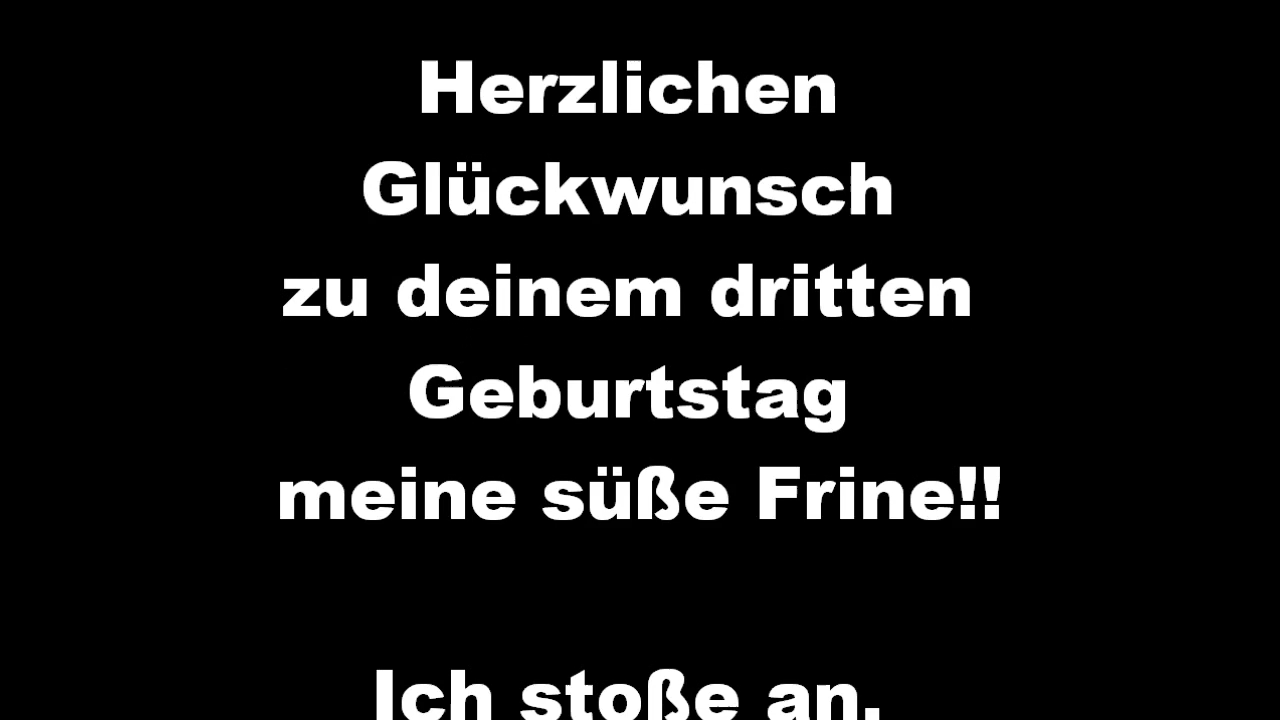 Herzlichen
Glückwunsch
zu deinem dritten
Geburtstag
meine süße Frine!!
Ich stoße an,